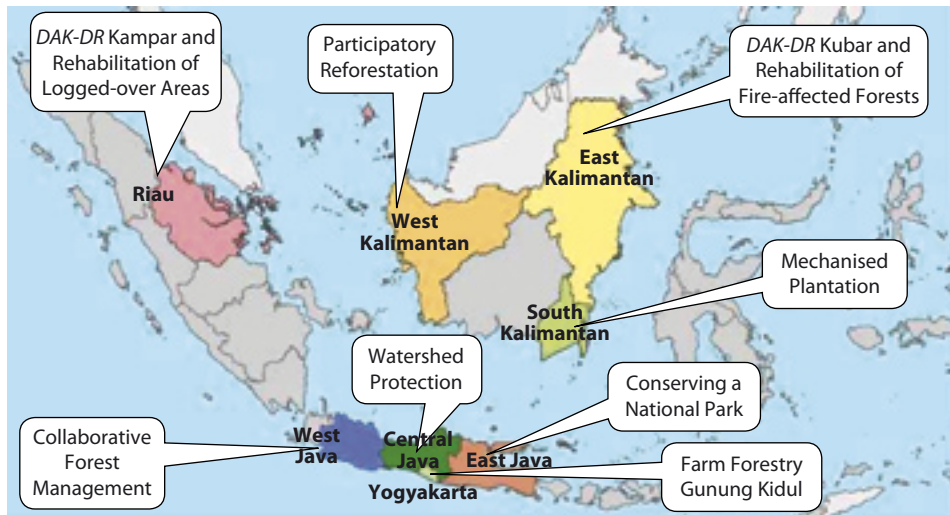 DAK-DR Kampar and
Rehabilitation of
Logged-over Areas
Participatory
Reforestation
DAK-DR Kubar and
Rehabilitation of
Fire-affected Forests
East
Kalimantan
Riau
West
Kalimantan
Mechanised
Plantation
South
Kalimantan
Watershed
Protection
Conserving a
National Park
Collaborative
Forest
Management
West
Java
Central
Java
East Java
Yogyakarta
Farm Forestry
Gunung Kidul